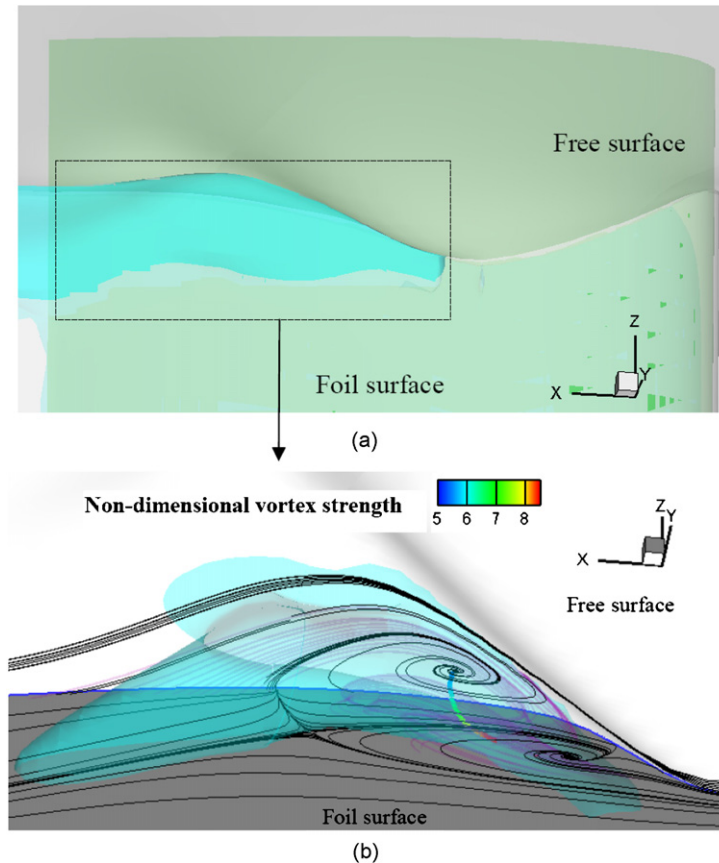 Free surface
Foil surface
Z
Y
X
(a)
Non-dimensional vortex strength
5 6 7 8
Z
Y
X
Free surface
Foil surface
(b)